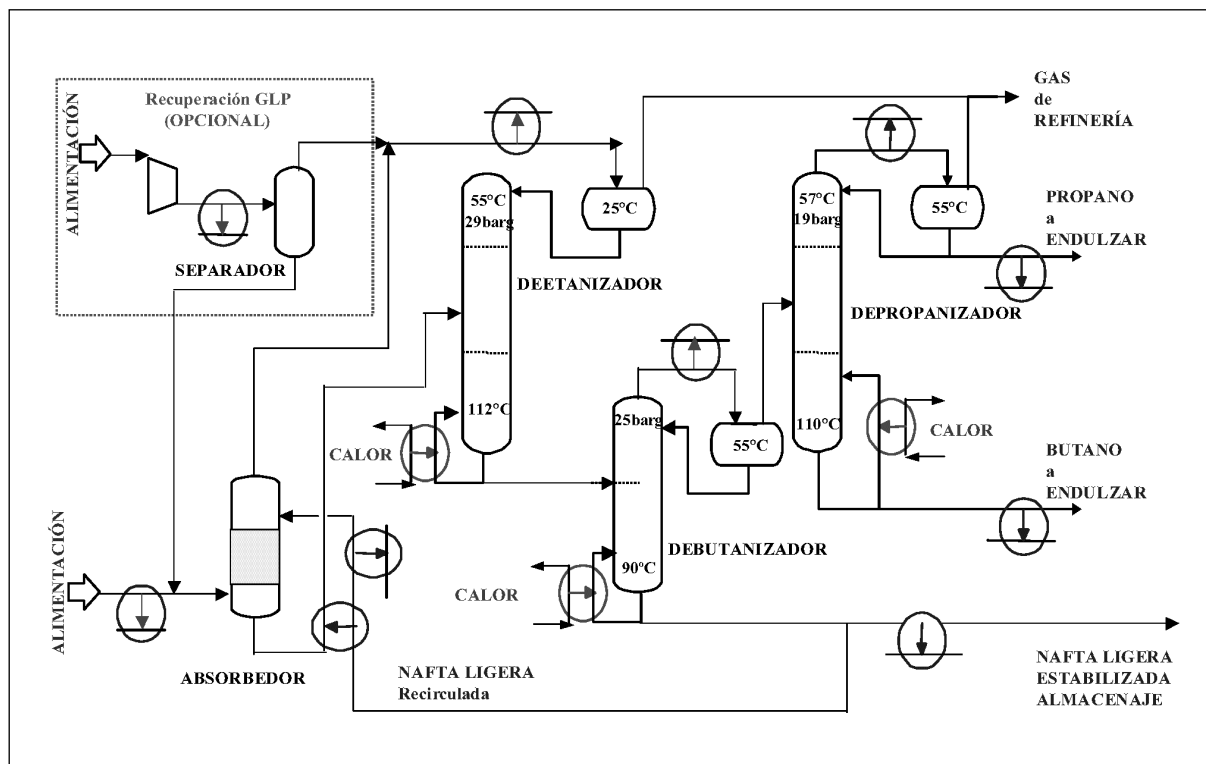 Recuperación GLP
(OPCIONAL)
ALIMENTACIÓN
SEPARADOR
GAS
de
REFINERÍA
55°C
29barg
25°C
57°C
19barg
55°C
PROPANO
a
ENDULZAR
DEETANIZADOR
DEPROPANIZADOR
112°C
CALOR
25barg
55°C
110°C
CALOR
BUTANO
a
ENDULZAR
ALIMENTACIÓN
DEBUTANIZADOR
90ºC
CALOR
ABSORBEDOR
NAFTA LIGERA
Recirculada
NAFTA LIGERA
ESTABILIZADA
ALMACENAJE